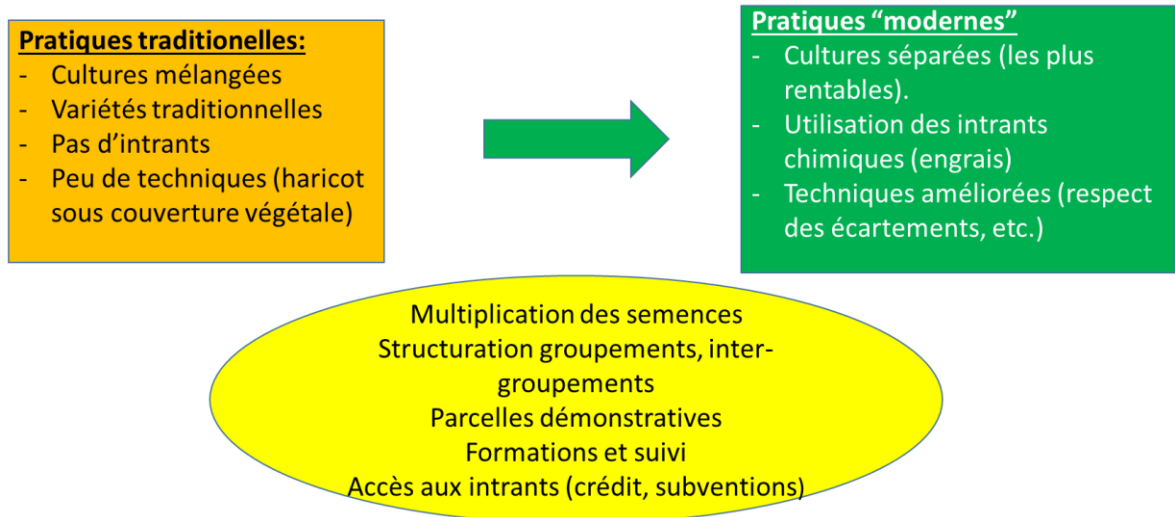 Pratiques traditionelles:
- Cultures mélangées
- Variétés traditionnelles
- Pas d'intrants
- Peu de techniques (haricot
sous couverture végétale)
Pratiques “modernes”
- Cultures séparées (les plus
rentables).
- Utilisation des intrants
chimiques (engrais)
- Techniques améliorées (respect
des écartements, etc.)
Multiplication des semences
Structuration groupements, inter-
groupements
Parcelles démonstratives
Formations et suivi
Accès aux intrants (crédit, subventions)